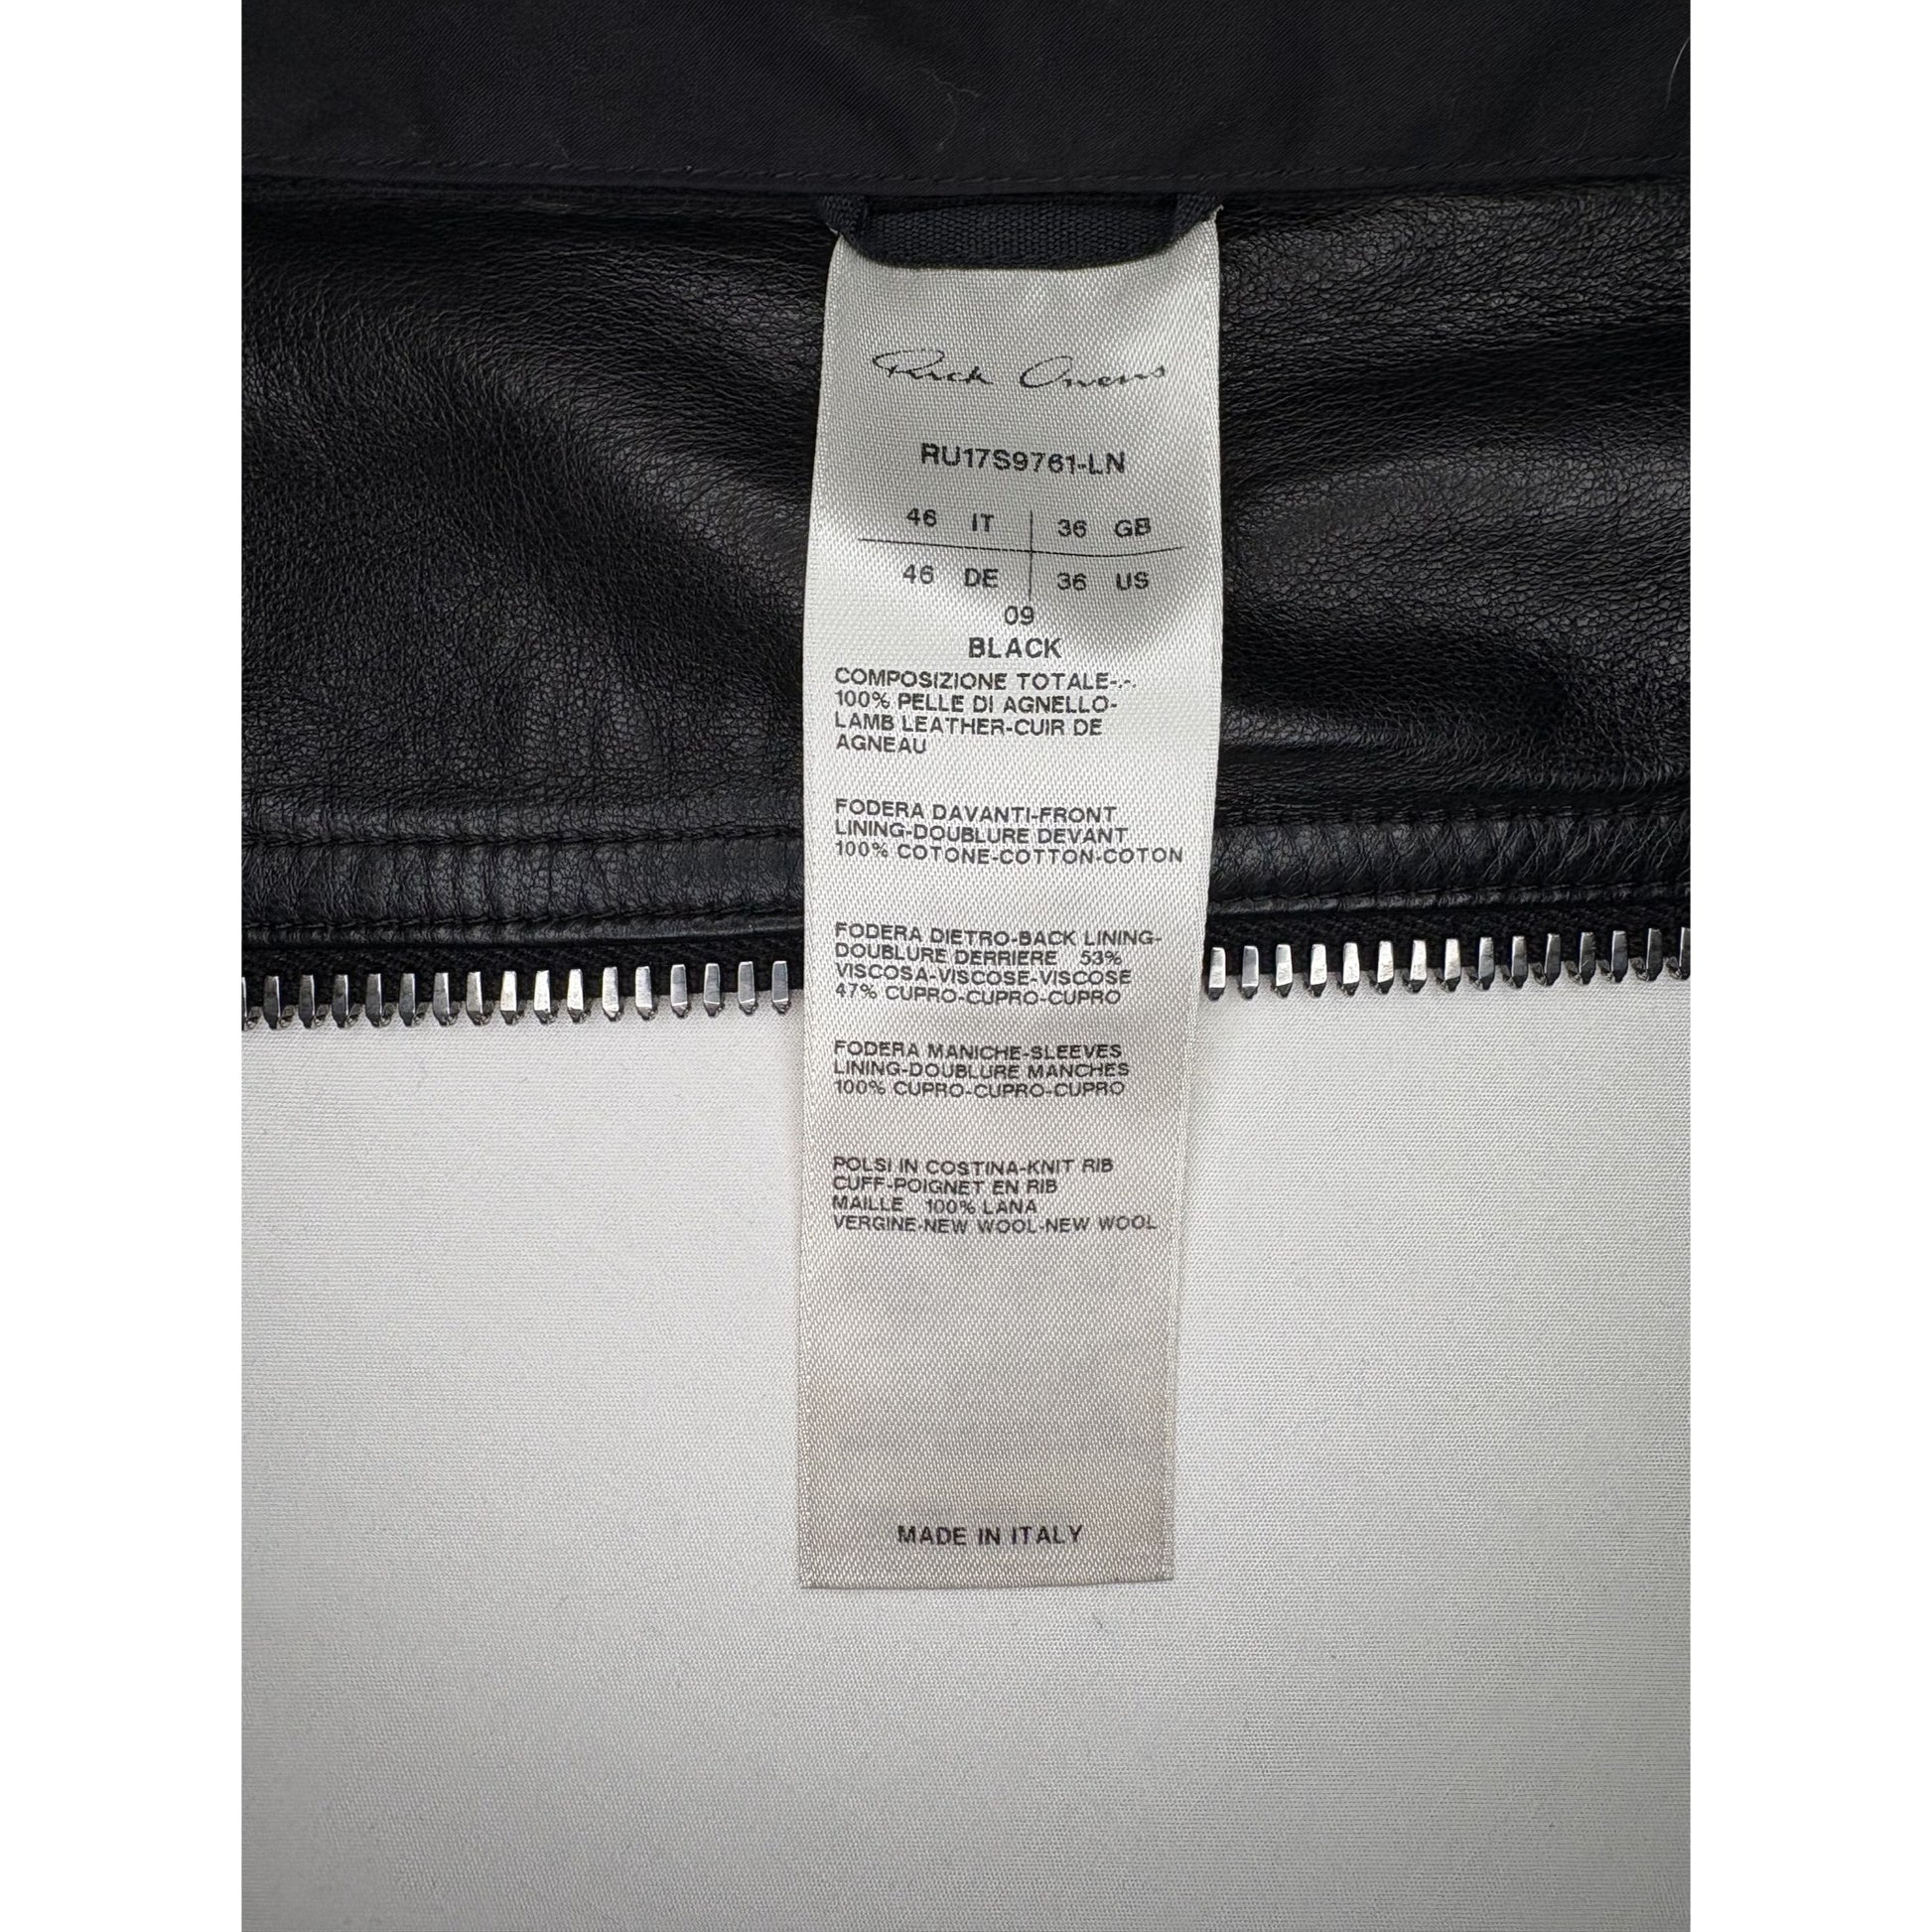 Rick Owens
RU17S9761-LN
46 IT 36 GB
46 DE 36 US
09
BLACK
COMPOSIZIONE TOTALE-.-.
100% PELLE DI AGNELLO-
LAMB LEATHER-CUIR DE
AGNEAU
FODERA DAVANTI-FRONT
LINING-DOUBLURE DEVANT
100% COTONE-COTTON-COTON
FODERA DIETRO-BACK LINING-
DOUBLURE DERRIERE 53%
VISCOSA-VISCOSE-VISCOSE
47% CUPRO-CUPRO-CUPRO
FODERA MANICHE-SLEEVES
LINING-DOUBLURE MANCHES
100% CUPRO-CUPRO-CUPRO
POLSI IN COSTINA-KNIT RIB
CUFF-POIGNET EN RIB
MAILLE 100% LANA
VERGINE-NEW WOOL-NEW WOOL
MADE IN ITALY